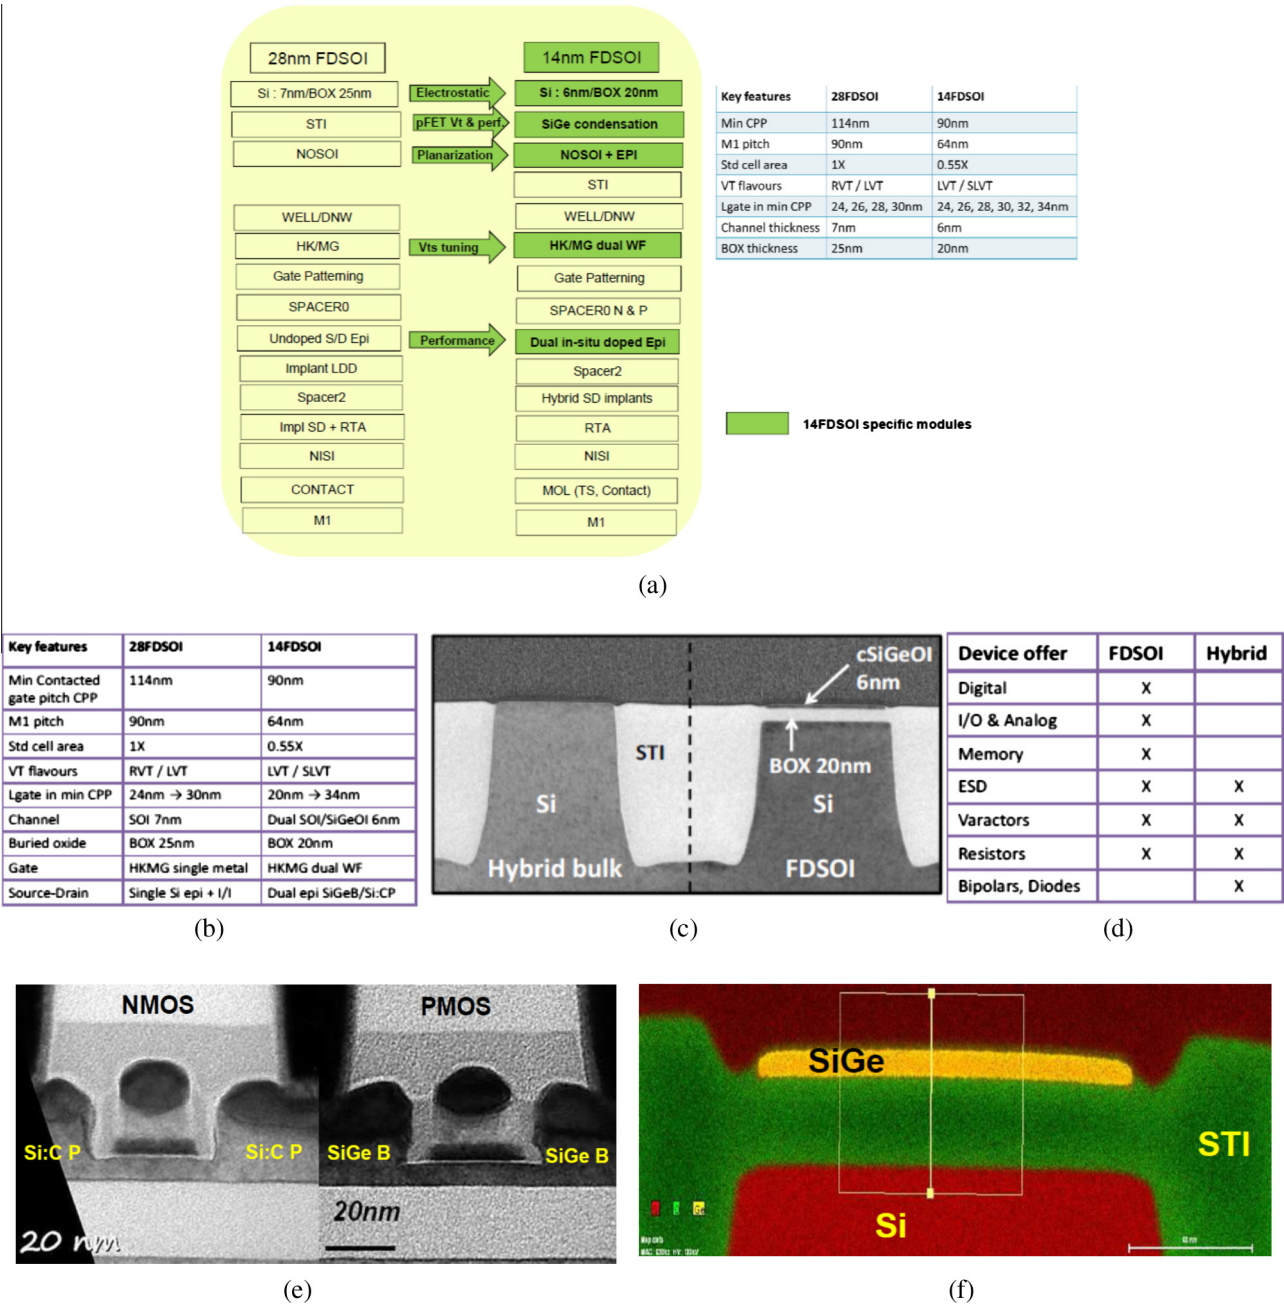 28nm FDSOI
14nm FDSOI
Si : 7nm/BOX 25nm
Electrostatic
Si : 6nm/BOX 20nm
STI
pFET Vt & perf.
SiGe condensation
NOSOI
Planarization
NOSOI + EPI
STI
WELL/DNW
WELL/DNW
HK/MG
Vts tuning
HK/MG dual WF
Gate Patterning
Gate Patterning
SPACER0
SPACER0 N & P
Undoped S/D Epi
Performance
Dual in-situ doped Epi
Implant LDD
Spacer2
Spacer2
Hybrid SD implants
Impl SD + RTA
RTA
NISI
NISI
CONTACT
MOL (TS, Contact)
M1
M1
Key features 28FDSOI 14FDSOI
Min CPP 114nm 90nm
M1 pitch 90nm 64nm
Std cell area 1X 0.55X
VT flavours RVT / LVT LVT / SLVT
Lgate in min CPP 24, 26, 28, 30nm 24, 26, 28, 30, 32, 34nm
Channel thickness 7nm 6nm
BOX thickness 25nm 20nm
14FDSOI specific modules
(a)
Key features 28FDSOI 14FDSOI
Min Contacted
gate pitch CPP 114nm 90nm
M1 pitch 90nm 64nm
Std cell area 1X 0.55X
VT flavours RVT / LVT LVT / SLVT
Lgate in min CPP 24nm → 30nm 20nm → 34nm
Channel SOI 7nm Dual SOI/SiGeOI 6nm
Buried oxide BOX 25nm BOX 20nm
Gate HKMG single metal HKMG dual WF
Source-Drain Single Si epi + I/I Dual epi SiGeB/Si:CP
(b)
cSiGeOI
6nm
STI
BOX 20nm
Si
Si
Hybrid bulk
FDSOI
(c)
Device offer FDSOI Hybrid
Digital X
I/O & Analog X
Memory X
ESD X X
Varactors X X
Resistors X X
Bipolars, Diodes X
(d)
NMOS
PMOS
Si:C P
Si:C P
SiGe B
SiGe B
20 nm
20nm
(e)
SiGe
STI
Si
Ge
(f)